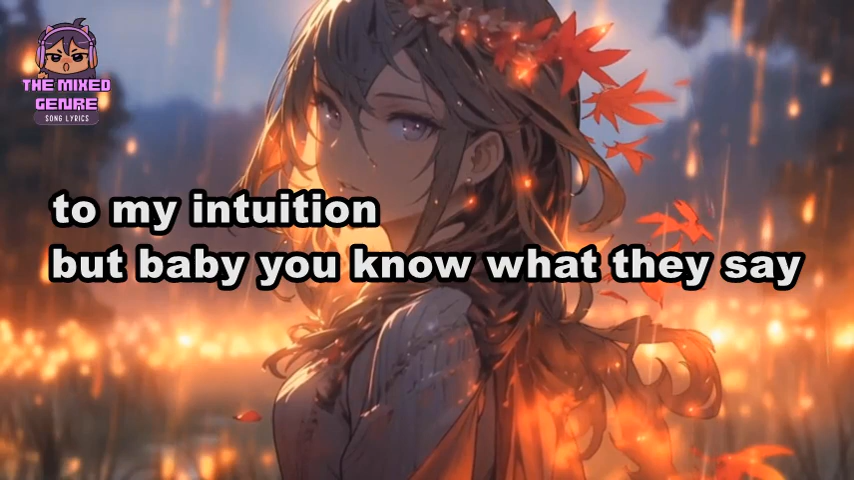 THE MIXED
GENRE
SONG LYRICS
to my intuition
but baby you know what they say